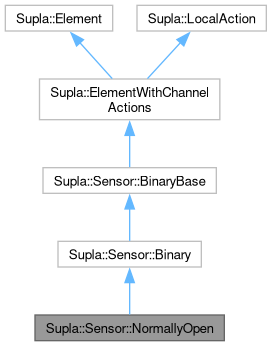 Supla::Element
Supla::LocalAction
Supla::ElementWithChannel
Actions
Supla::Sensor::BinaryBase
Supla::Sensor::Binary
Supla::Sensor::NormallyOpen